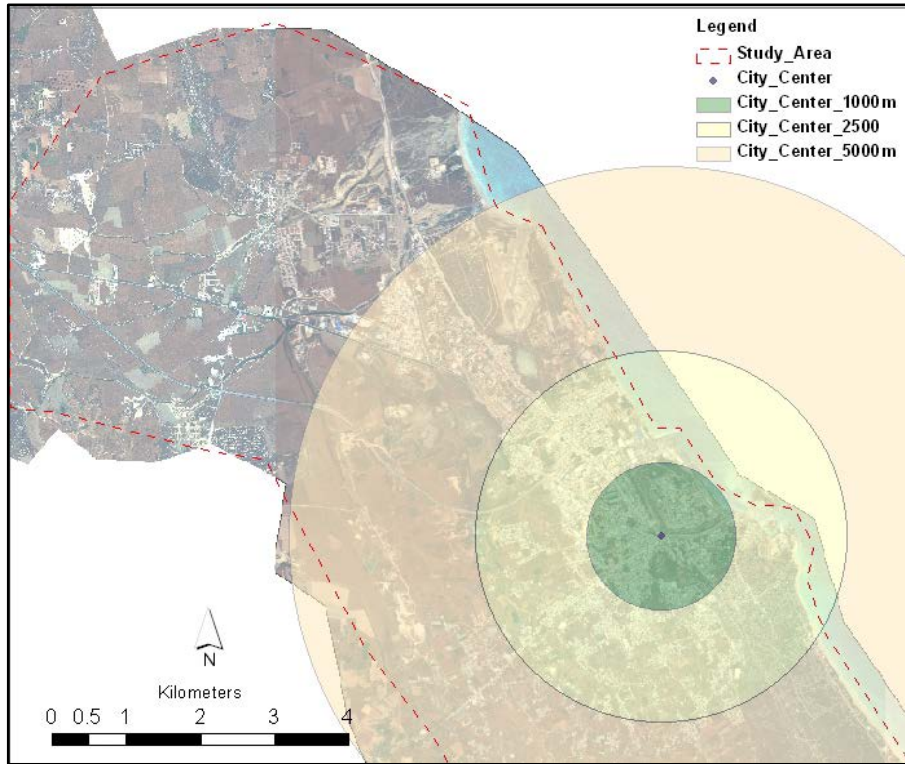 Legend
Study_Area
City_Center
City_Center_1000m
City_Center_2500
City_Center_5000m
N
Kilometers
0 0.5 1 2 3 4